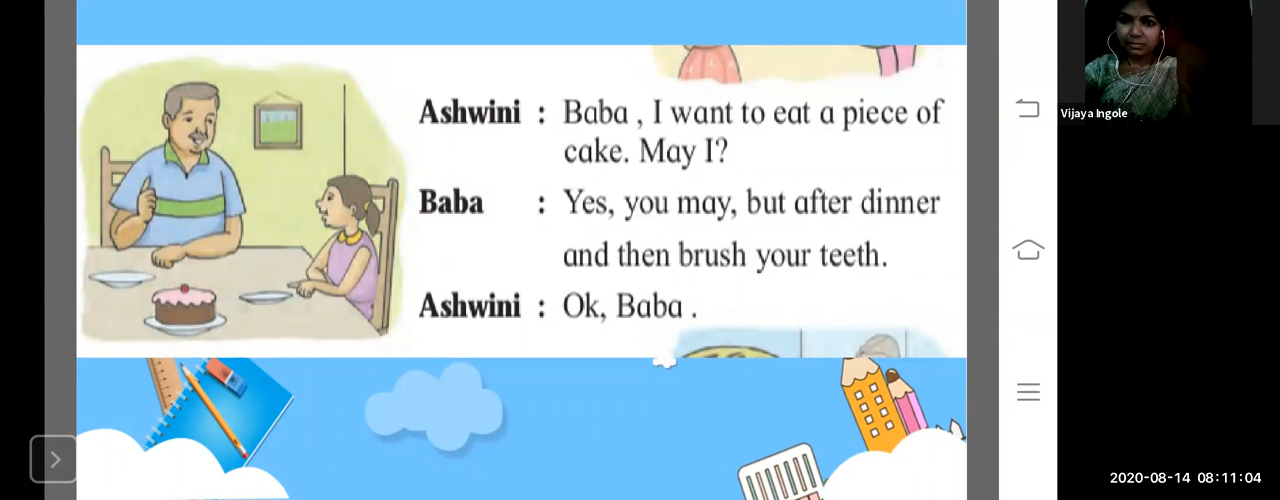 Ashwini : Baba , I want to eat a piece of
cake. May I?
Baba : Yes, you may, but after dinner
and then brush your teeth.
Ashwini : Ok, Baba .
Vijaya Ingole
2020-08-14 08:11:04